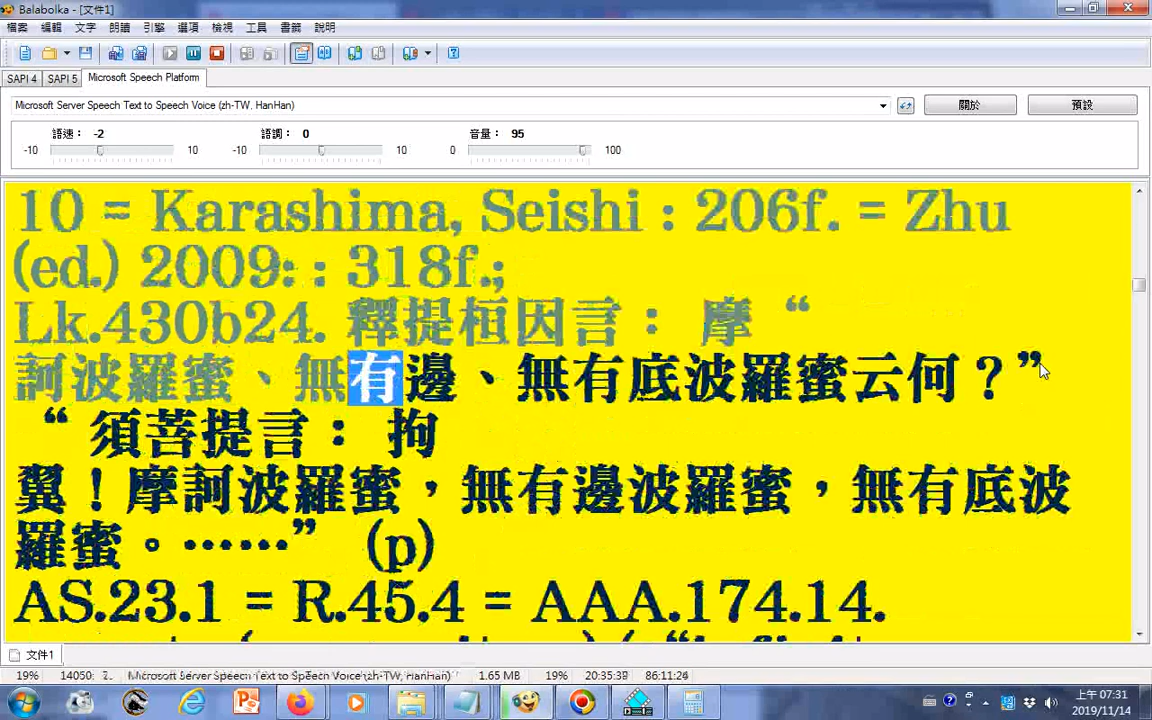 Balabolka - [文件1]
檔案 編輯 文字 朗讀 引擎 選項 檢視 工具 書籤 說明
SAPI 4 SAPI 5 Microsoft Speech Platform
Microsoft Server Speech Text to Speech Voice (zh-TW, HanHan) 關於 預設
語速： -2 語調： 0 音量： 95
-10 10 -10 10 0 100
10 = Karashima, Seishi : 206f. = Zhu
(ed.) 2009: : 318f.;
Lk.430b24. 釋提桓因言： 摩“
訶波羅蜜、無有邊、無有底波羅蜜云何？”
“ 須菩提言： 拘
翼！摩訶波羅蜜，無有邊波羅蜜，無有底波
羅蜜。……” (p)
AS.23.1 = R.45.4 = AAA.174.14.
文件1
19% Microsoft Server Speech Text to Speech Voice (zh-TW, HanHan) 1.65 MB 19% 20:35:39 86:11:24
上午 07:31
2019/11/14